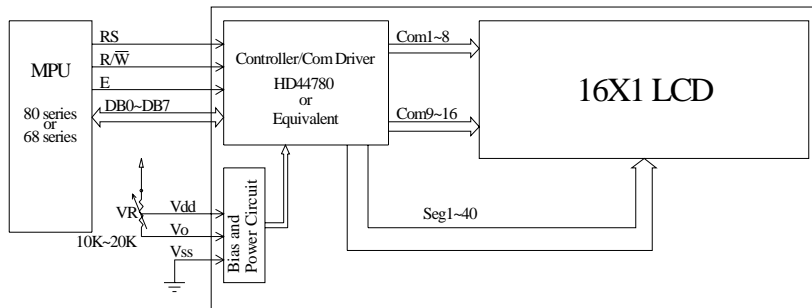 RS
R/W̅
E
DB0~DB7
MPU
80 series
or
68 series
Controller/Com Driver
HD44780
or
Equivalent
Com1~8
Com9~16
16X1 LCD
Seg1~40
VR
10K~20K
Vdd
Vo
Vss
Bias and
Power Circuit